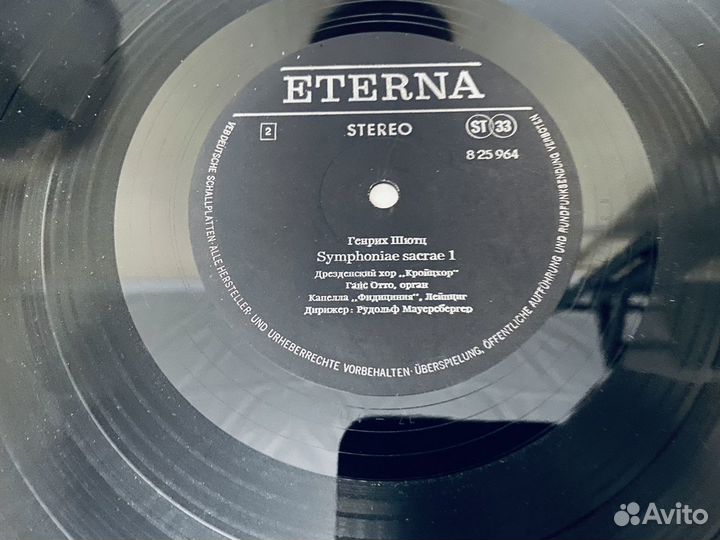 ETERNA
2 STEREO ST 33
8 25 964
Генрих Шютц
Symphoniae sacrae 1
Дрезденский хор „Кройцхор“
Ганс Отто, орган
Капелла „Фидициния“, Лейпциг
Дирижер: Рудольф Мауерсбергер
VEB DEUTSCHE SCHALLPLATTEN · ALLE HERSTELLER- UND URHEBERRECHTE VORBEHALTEN · ÜBERSPIELUNG, ÖFFENTLICHE AUFFÜHRUNG UND RUNDFUNKSENDUNG VERBOTEN
Avito